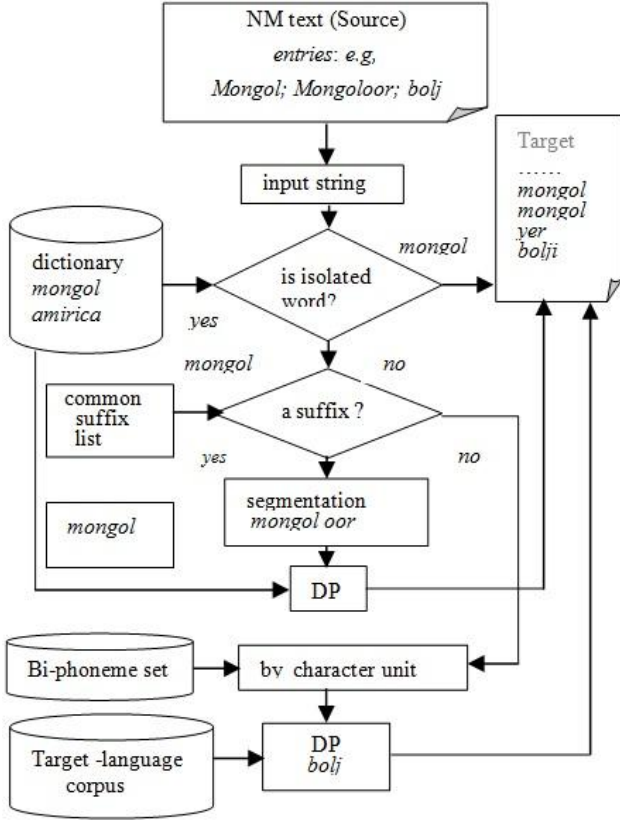 NM text (Source)
entries: e.g,
Mongol; Mongoloor; bolj
Target
......
mongol
mongol
yer
bolji
input string
dictionary
mongol
amirica
is isolated
word?
mongol
yes
mongol
no
common
suffix
list
a suffix ?
yes
no
segmentation
mongol oor
mongol
DP
Bi-phoneme set
by character unit
Target -language
corpus
DP
bolj